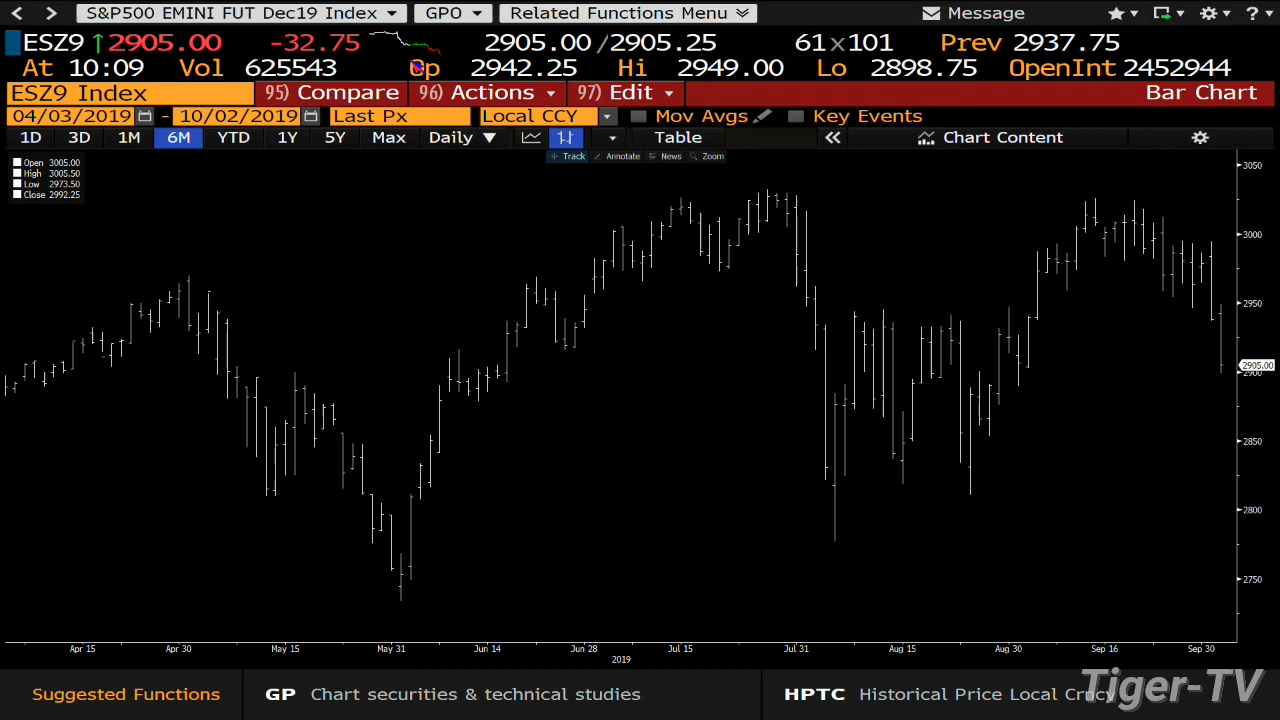 S&P500 EMINI FUT Dec19 Index GPO Related Functions Menu Message ?
ESZ9 ↑2905.00 -32.75 2905.00/2905.25 61x101 Prev 2937.75
At 10:09 Vol 625543 Op 2942.25 Hi 2949.00 Lo 2898.75 OpenInt 2452944
ESZ9 Index 95) Compare 96) Actions 97) Edit Bar Chart
04/03/2019 - 10/02/2019 Last Px Local CCY Mov Avgs Key Events
1D 3D 1M 6M YTD 1Y 5Y Max Daily ▼ Table « Chart Content
Track Annotate News Zoom
Open 3005.00
High 3005.50
Low 2973.50
Close 2992.25
3050
3000
2950
2905.00
2900
2850
2800
2750
Apr 15 Apr 30 May 15 May 31 Jun 14 Jun 28 Jul 15 Jul 31 Aug 15 Aug 30 Sep 16 Sep 30
2019
Suggested Functions GP Chart securities & technical studies HPTC Historical Price Local Crncy
Tiger-TV